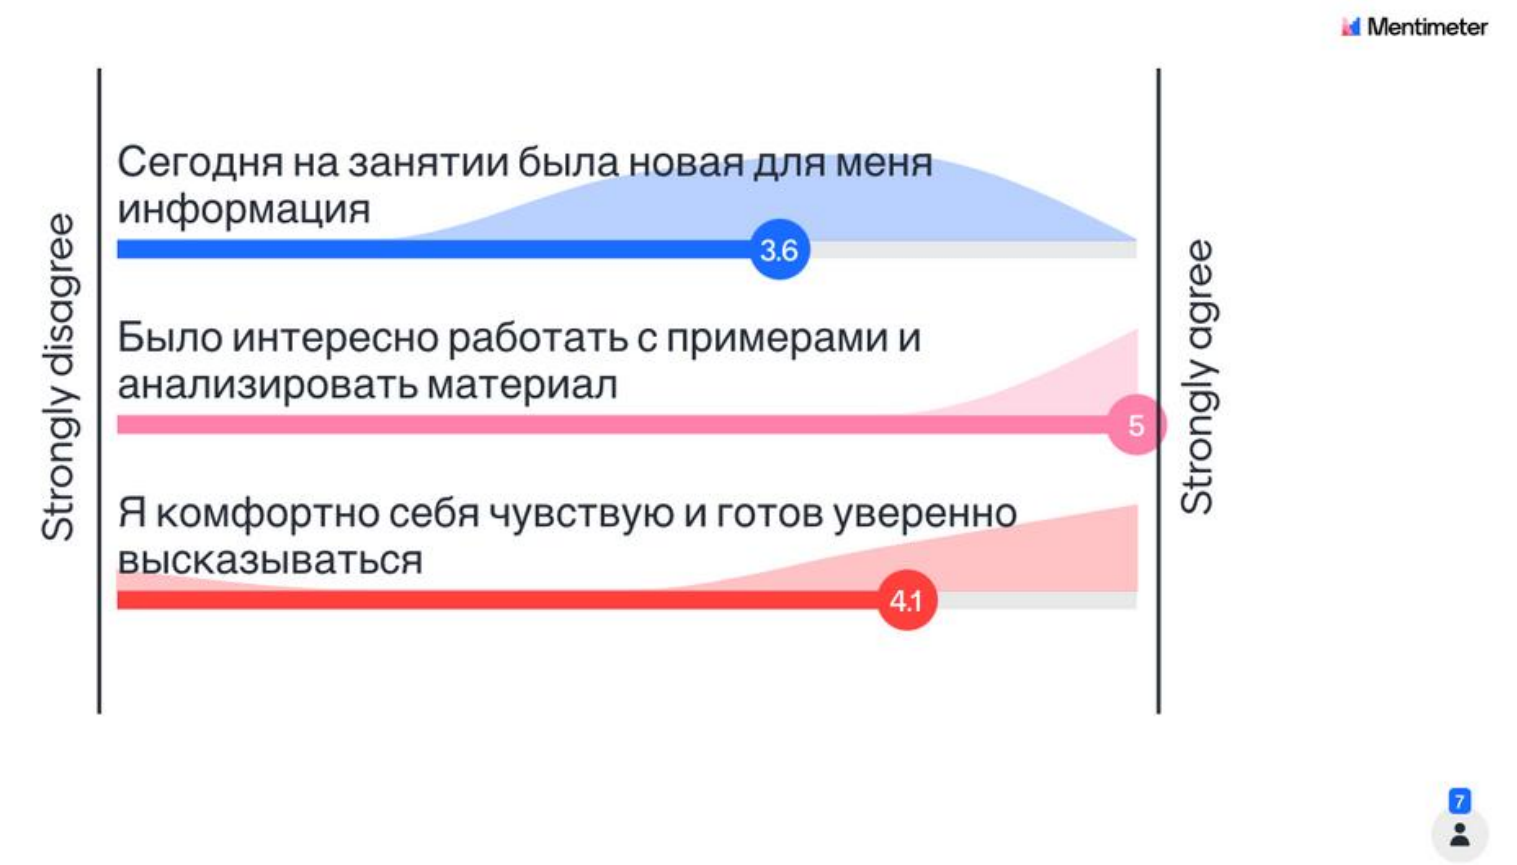 Mentimeter
Strongly disagree
Сегодня на занятии была новая для меня
информация
3.6
Было интересно работать с примерами и
анализировать материал
5
Я комфортно себя чувствую и готов уверенно
высказываться
4.1
Strongly agree
7